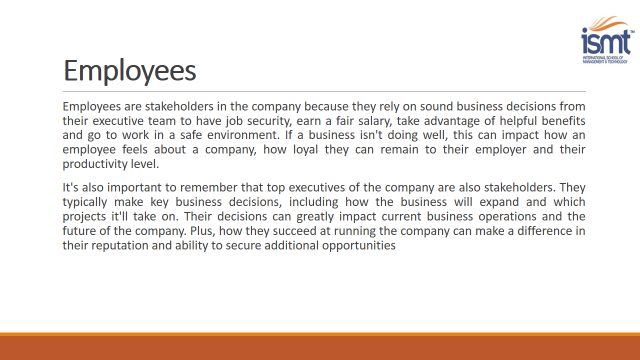 ismt™
INTERNATIONAL SCHOOL OF
MANAGEMENT & TECHNOLOGY
Employees
Employees are stakeholders in the company because they rely on sound business decisions from
their executive team to have job security, earn a fair salary, take advantage of helpful benefits
and go to work in a safe environment. If a business isn't doing well, this can impact how an
employee feels about a company, how loyal they can remain to their employer and their
productivity level.
It's also important to remember that top executives of the company are also stakeholders. They
typically make key business decisions, including how the business will expand and which
projects it'll take on. Their decisions can greatly impact current business operations and the
future of the company. Plus, how they succeed at running the company can make a difference in
their reputation and ability to secure additional opportunities